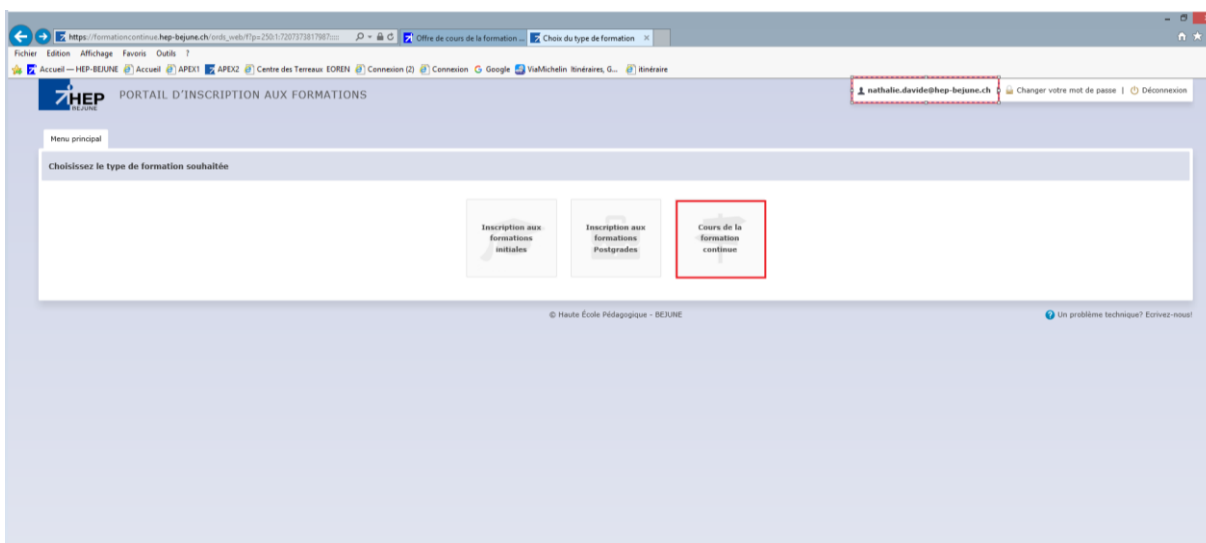 https://formationcontinue.hep-bejune.ch/ords_web/f?p=250:1:7207373817987::::
Offre de cours de la formation ...
Choix du type de formation
Fichier Edition Affichage Favoris Outils ?
Accueil — HEP-BEJUNE Accueil APEX1 APEX2 Centre des Terreaux EOREN Connexion (2) Connexion Google ViaMichelin Itinéraires, G... itinéraire
HEP
BEJUNE
PORTAIL D'INSCRIPTION AUX FORMATIONS
nathalie.davide@hep-bejune.ch Changer votre mot de passe | Déconnexion
Menu principal
Choisissez le type de formation souhaitée
Inscription aux
formations
initiales
Inscription aux
formations
Postgrades
Cours de la
formation
continue
© Haute École Pédagogique - BEJUNE
Un problème technique? Ecrivez-nous!